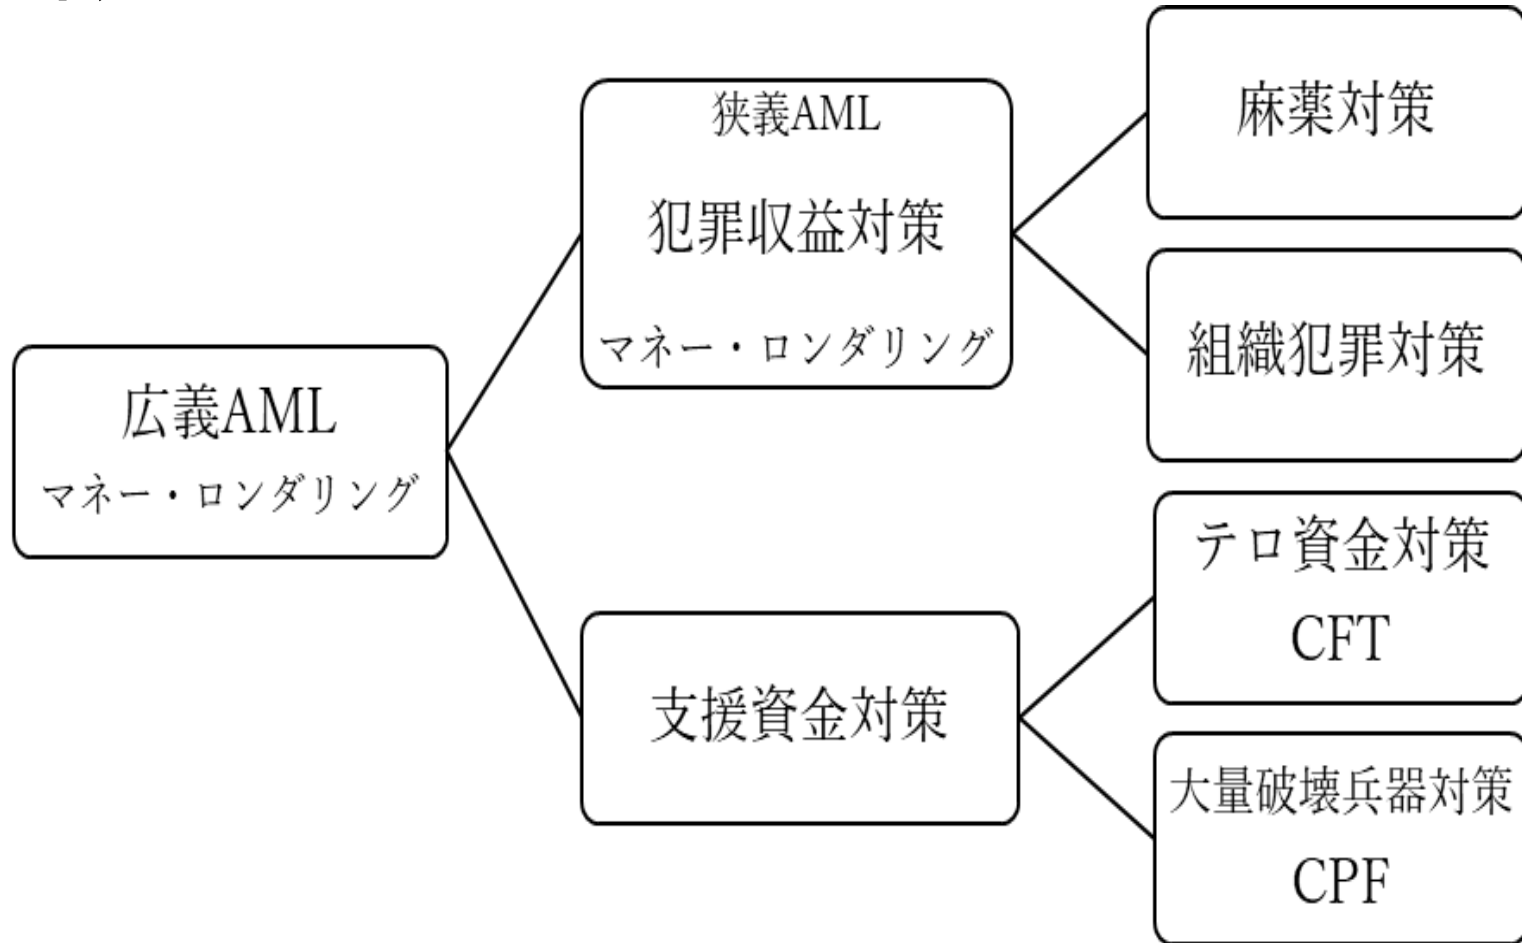 広義AML
マネー・ロンダリング
狭義AML
犯罪収益対策
マネー・ロンダリング
支援資金対策
麻薬対策
組織犯罪対策
テロ資金対策
CFT
大量破壊兵器対策
CPF